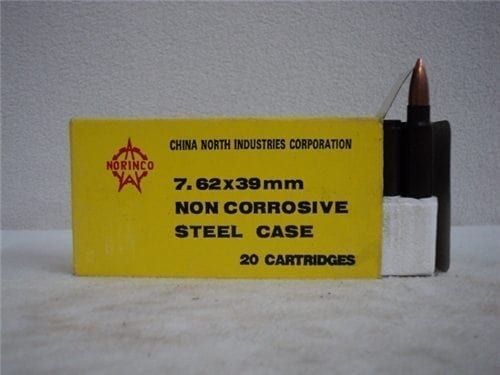 NORINCO
CHINA NORTH INDUSTRIES CORPORATION
7.62x39mm
NON CORROSIVE
STEEL CASE
20 CARTRIDGES